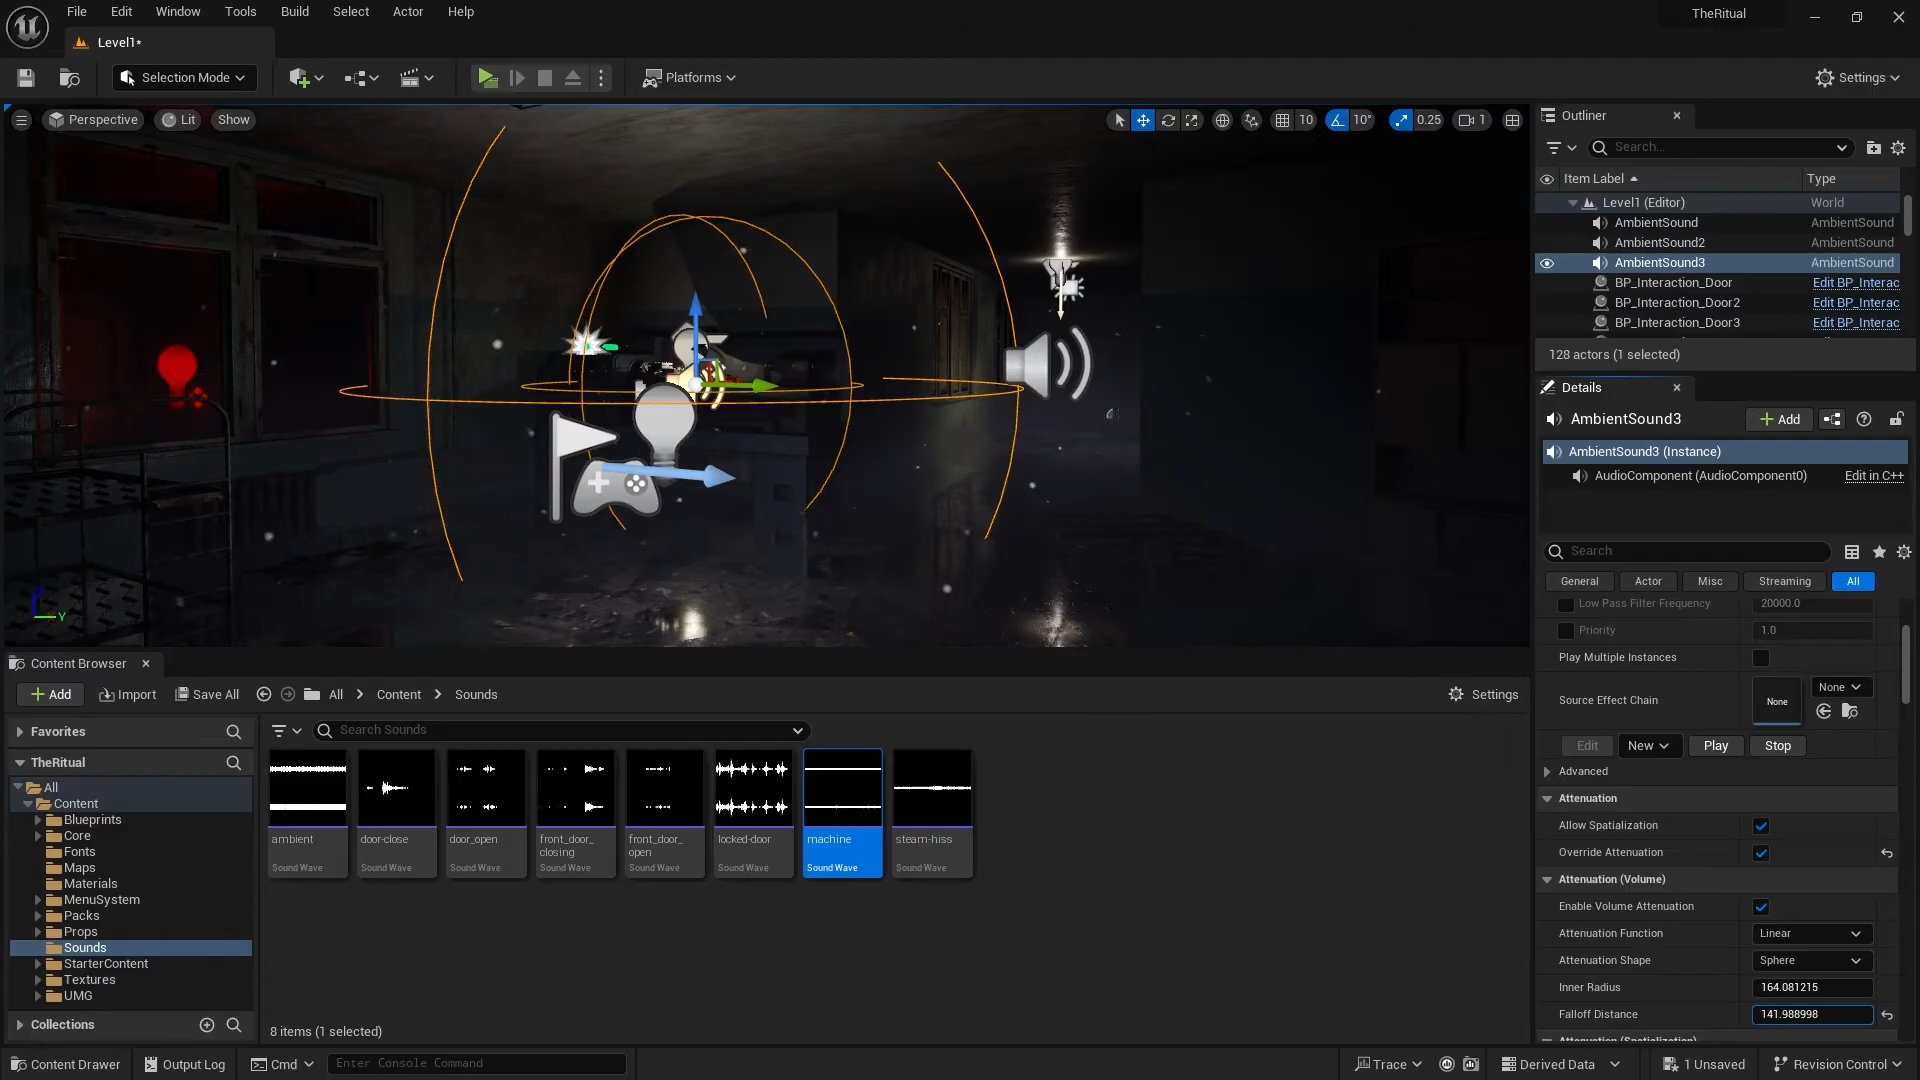 File Edit Window Tools Build Select Actor Help
TheRitual
Level1*
Selection Mode
Platforms
Settings
Perspective Lit Show
10 10° 0.25 1
Outliner
Search...
Item Label Type
Level1 (Editor) World
AmbientSound AmbientSound
AmbientSound2 AmbientSound
AmbientSound3 AmbientSound
BP_Interaction_Door Edit BP_Interac
BP_Interaction_Door2 Edit BP_Interac
BP_Interaction_Door3 Edit BP_Interac
128 actors (1 selected)
Details
AmbientSound3
Add
AmbientSound3 (Instance)
AudioComponent (AudioComponent0) Edit in C++
Search
General Actor Misc Streaming All
Low Pass Filter Frequency 20000.0
Priority 1.0
Play Multiple Instances
Source Effect Chain None None
Edit New Play Stop
Advanced
Attenuation
Allow Spatialization
Override Attenuation
Attenuation (Volume)
Enable Volume Attenuation
Attenuation Function Linear
Attenuation Shape Sphere
Inner Radius 164.081215
Falloff Distance 141.988998
Attenuation (Spatialization)
Y
Content Browser
Add Import Save All All Content Sounds Settings
Favorites
Search Sounds
TheRitual
All
Content
Blueprints
Core
Fonts
Maps
Materials
MenuSystem
Packs
Props
Sounds
StarterContent
Textures
UMG
Collections
ambient
Sound Wave
door-close
Sound Wave
door_open
Sound Wave
front_door_
closing
Sound Wave
front_door_
open
Sound Wave
locked-door
Sound Wave
machine
Sound Wave
steam-hiss
Sound Wave
8 items (1 selected)
Content Drawer Output Log Cmd Enter Console Command Trace Derived Data 1 Unsaved Revision Control